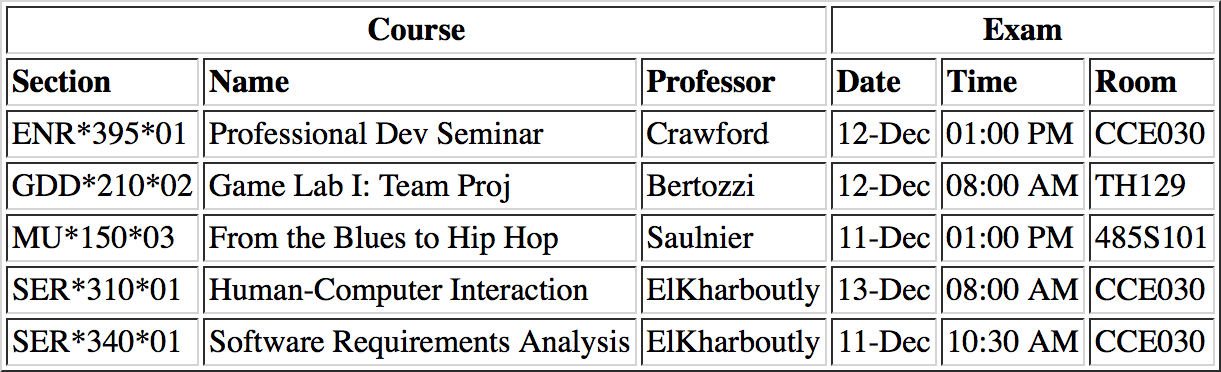 Course Exam
Section Name Professor Date Time Room
ENR*395*01 Professional Dev Seminar Crawford 12-Dec 01:00 PM CCE030
GDD*210*02 Game Lab I: Team Proj Bertozzi 12-Dec 08:00 AM TH129
MU*150*03 From the Blues to Hip Hop Saulnier 11-Dec 01:00 PM 485S101
SER*310*01 Human-Computer Interaction ElKharboutly 13-Dec 08:00 AM CCE030
SER*340*01 Software Requirements Analysis ElKharboutly 11-Dec 10:30 AM CCE030